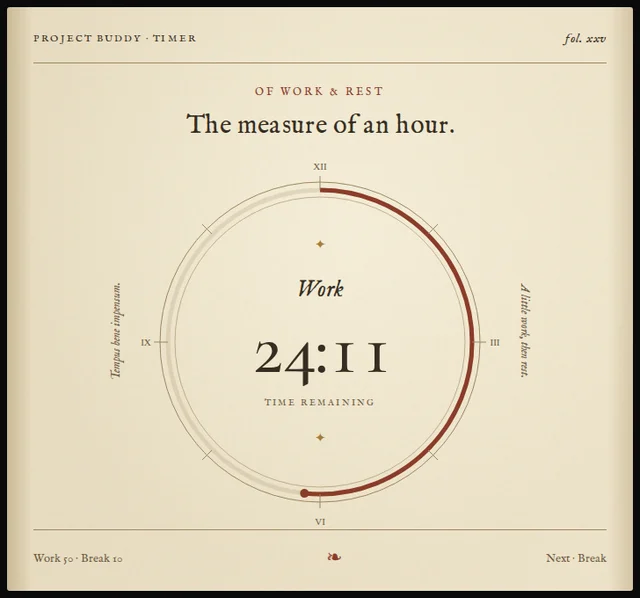 PROJECT BUDDY · TIMER
fol. xxv
OF WORK & REST
The measure of an hour.
XII
Work
24:11
TIME REMAINING
IX
III
VI
Tempus bene impensum.
A little work, then rest.
Work 50 · Break 10
Next · Break